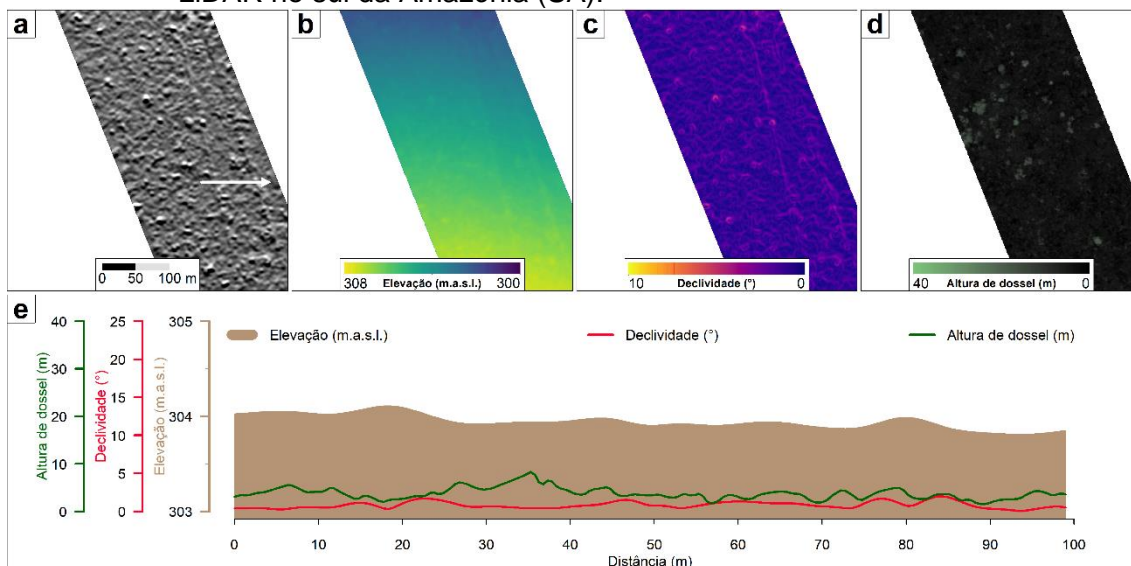 LiDAR no sul da Amazônia (SA).
a
b
c
d
0 50 100 m
308 Elevação (m.a.s.l.) 300
10 Declividade (°) 0
40 Altura de dossel (m) 0
e
40 25 305
Elevação (m.a.s.l.) Declividade (°) Altura de dossel (m)
30 20
15
20 304
10
10 5
0 0 303
Altura de dossel (m)
Declividade (°)
Elevação (m.a.s.l.)
0 10 20 30 40 50 60 70 80 90 100
Distância (m)